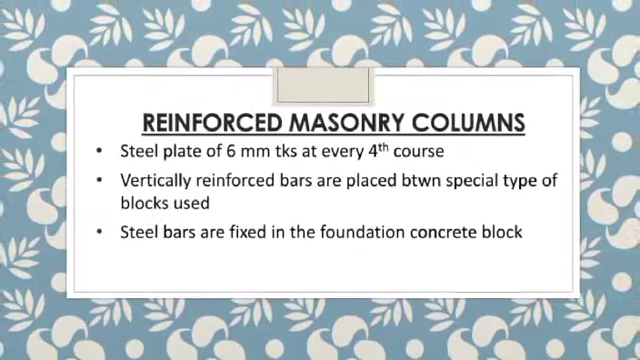 REINFORCED MASONRY COLUMNS
• Steel plate of 6 mm tks at every 4th course
• Vertically reinforced bars are placed btwn special type of
blocks used
• Steel bars are fixed in the foundation concrete block